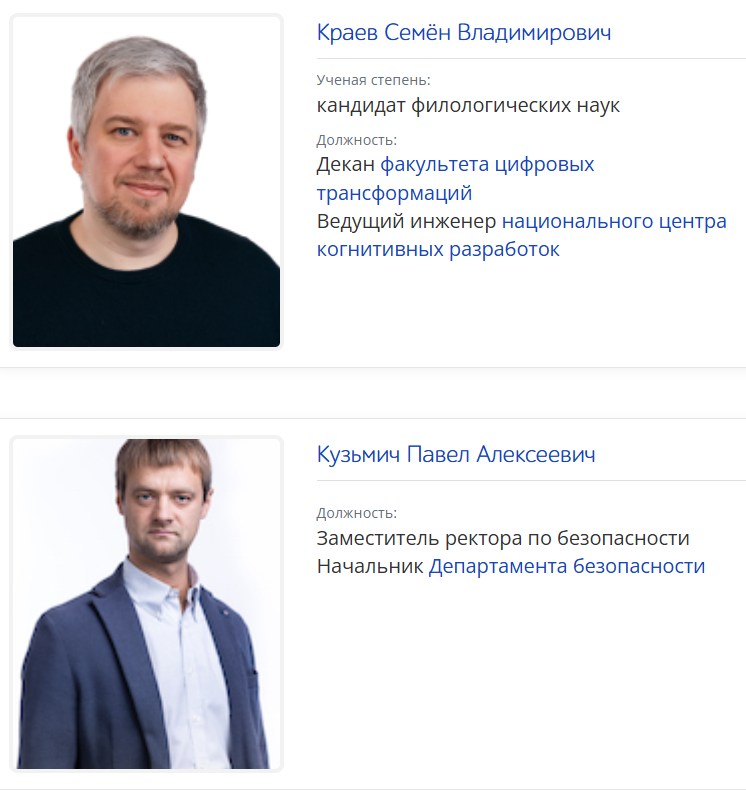 Краев Семён Владимирович
Ученая степень:
кандидат филологических наук
Должность:
Декан факультета цифровых
трансформаций
Ведущий инженер национального центра
когнитивных разработок
Кузьмич Павел Алексеевич
Должность:
Заместитель ректора по безопасности
Начальник Департамента безопасности